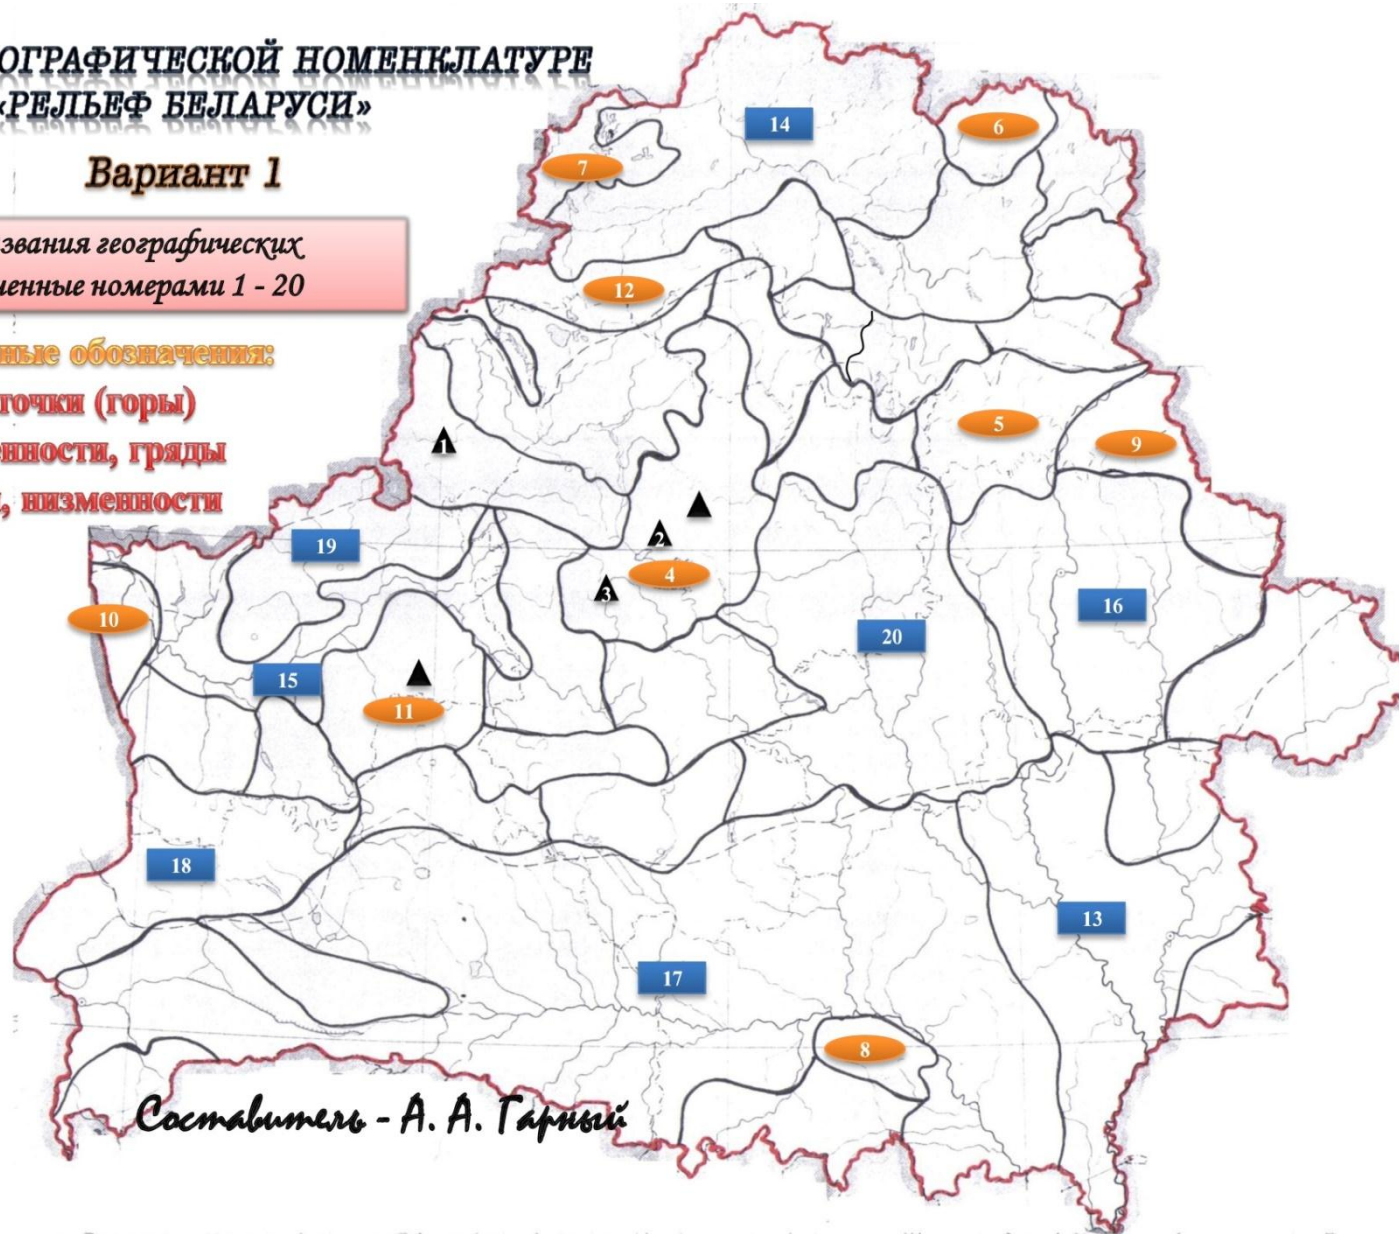 ОГРАФИЧЕСКОЙ НОМЕНКЛАТУРЕ
«РЕЛЬЕФ БЕЛАРУСИ»
Вариант 1
звания географических
ченные номерами 1 - 20
ные обозначения:
точки (горы)
енности, гряды
, низменности
14
6
7
12
1
5
9
19
2
4
3
10
16
20
15
11
18
13
17
8
Составитель - А. А. Гарный